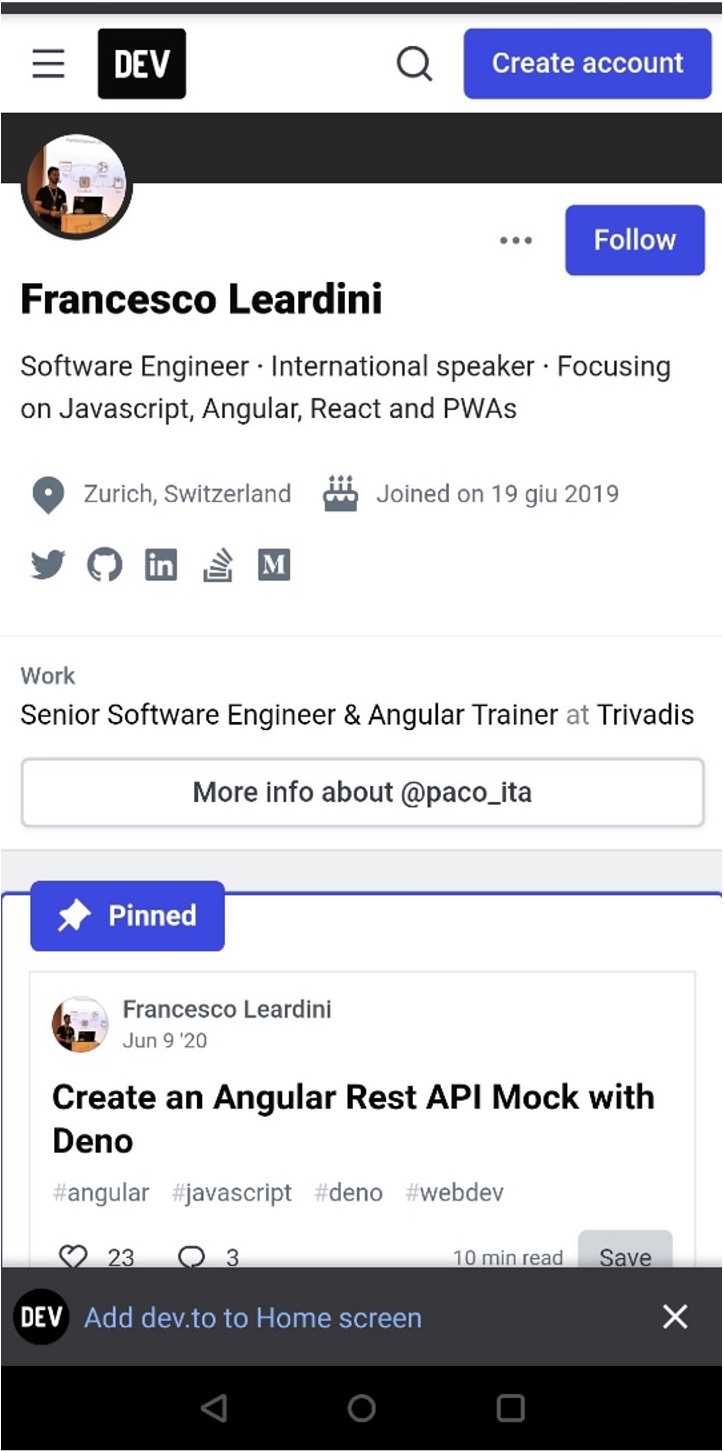 DEV
Create account
Follow
Francesco Leardini
Software Engineer · International speaker · Focusing
on Javascript, Angular, React and PWAs
Zurich, Switzerland Joined on 19 giu 2019
in M
Work
Senior Software Engineer & Angular Trainer at Trivadis
More info about @paco_ita
Pinned
Francesco Leardini
Jun 9 '20
Create an Angular Rest API Mock with
Deno
#angular #javascript #deno #webdev
23 3 10 min read Save
DEV Add dev.to to Home screen